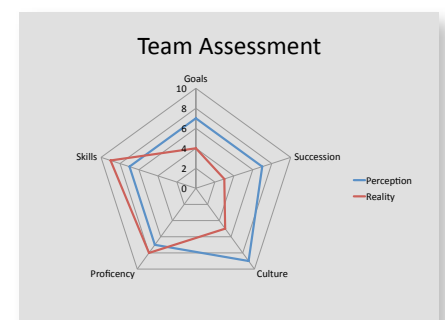 Team Assessment
Goals
10
8
6
4
2
0
Skills
Succession
Perception
Reality
Proficency
Culture